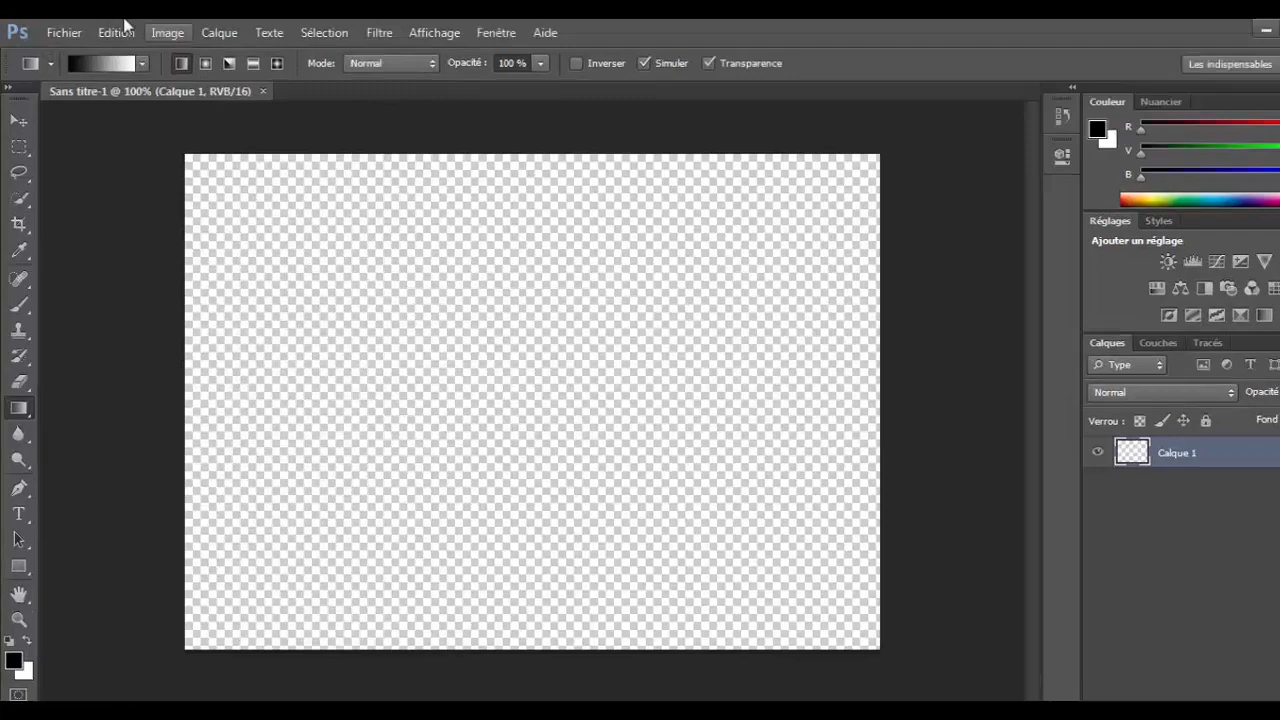 Ps Fichier Edition Image Calque Texte Sélection Filtre Affichage Fenêtre Aide
Mode: Normal Opacité : 100 % Inverser Simuler Transparence Les indispensables
Sans titre-1 @ 100% (Calque 1, RVB/16) ×
Couleur Nuancier
R
V
B
Réglages Styles
Ajouter un réglage
Calques Couches Tracés
Type
Normal Opacité
Verrou : Fond
Calque 1